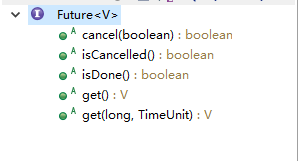 I Future<V>
A cancel(boolean) : boolean
A isCancelled() : boolean
A isDone() : boolean
A get() : V
A get(long, TimeUnit) : V